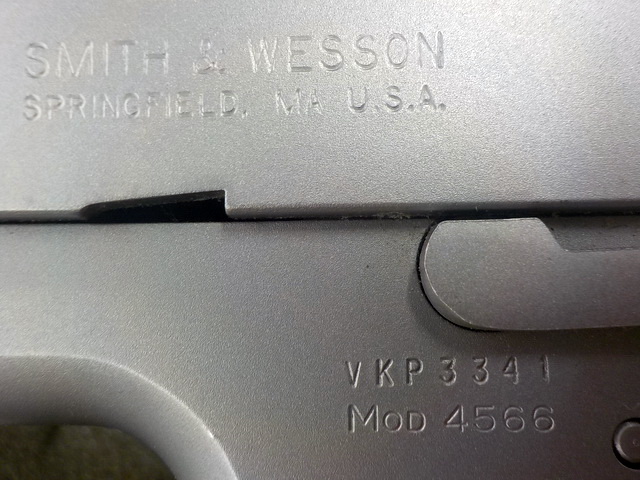 SMITH & WESSON
SPRINGFIELD, MA U.S.A.
VKP3341
MOD 4566